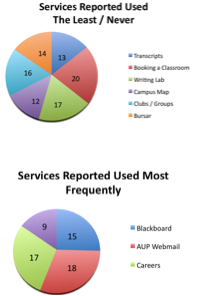 Services Reported Used
The Least / Never
14
13
16
20
12
17
Transcripts
Booking a Classroom
Writing Lab
Campus Map
Clubs / Groups
Bursar
Services Reported Used Most
Frequently
9
15
17
18
Blackboard
AUP Webmail
Careers